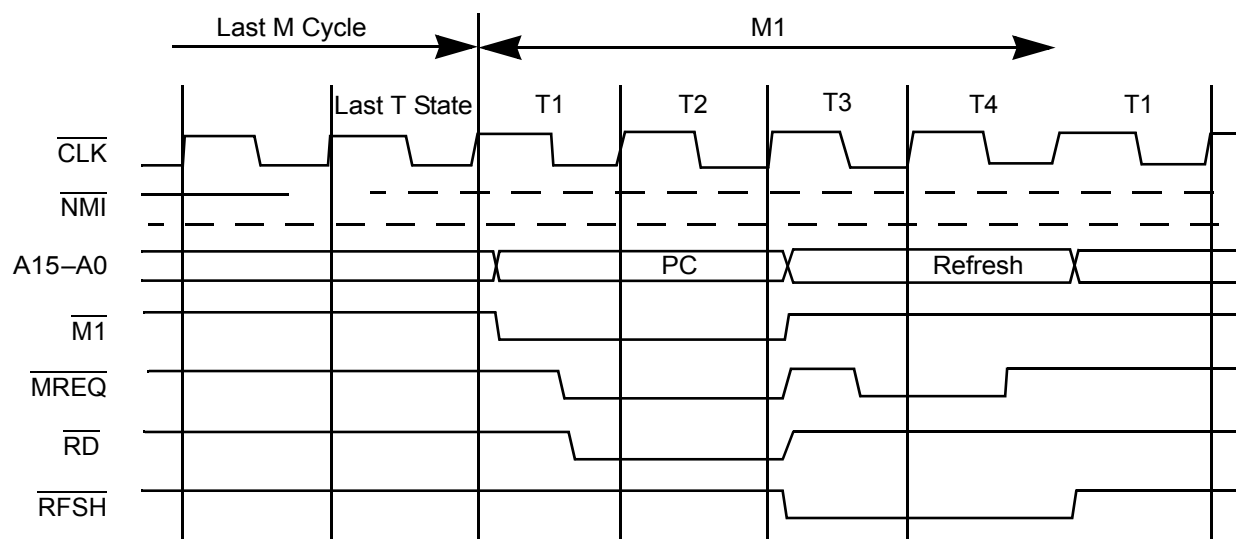 Last M Cycle M1
Last T State T1 T2 T3 T4 T1
CLK
NMI
A15–A0 PC Refresh
M1
MREQ
RD
RFSH